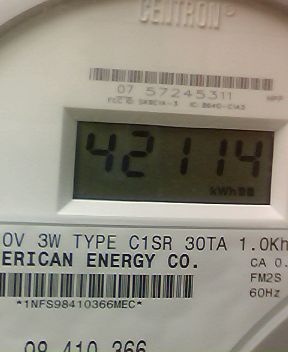 CENTRON®
07 57245311
42114
kWh
0V 3W TYPE C1SR 30TA 1.0Kh
ERICAN ENERGY CO.
CA 0.
FM2S
60Hz
*1NFS98410366MEC*
98 410 366